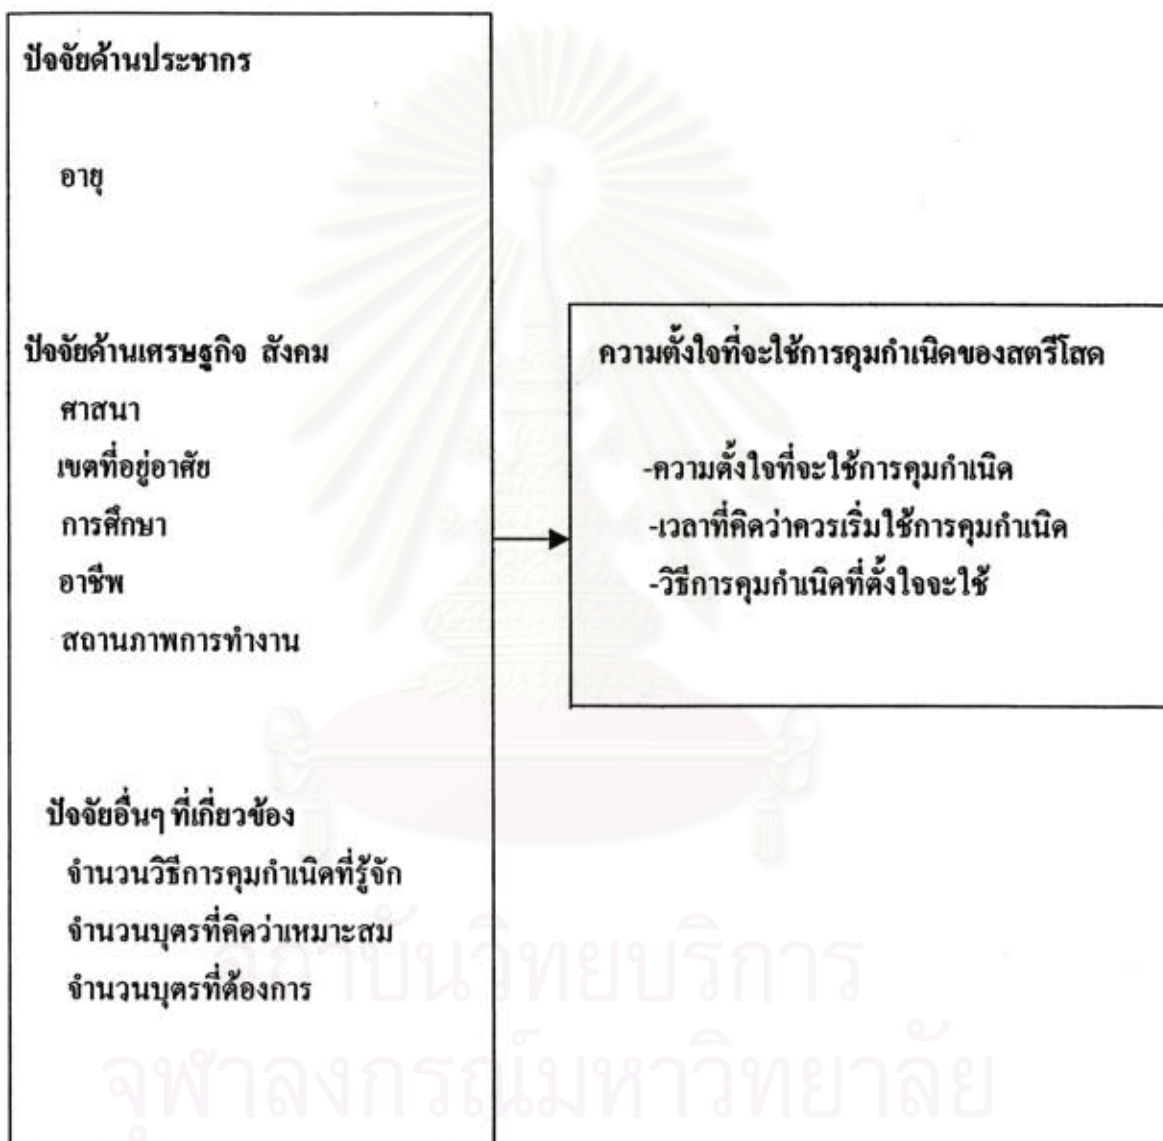 ปัจจัยด้านประชากร
อายุ
ปัจจัยด้านเศรษฐกิจ สังคม
ศาสนา
เขตที่อยู่อาศัย
การศึกษา
อาชีพ
สถานภาพการทำงาน
ปัจจัยอื่นๆ ที่เกี่ยวข้อง
จำนวนวิธีการคุมกำเนิดที่รู้จัก
จำนวนบุตรที่คิดว่าเหมาะสม
จำนวนบุตรที่ต้องการ
ความตั้งใจที่จะใช้การคุมกำเนิดของสตรีโสด
-ความตั้งใจที่จะใช้การคุมกำเนิด
-เวลาที่คิดว่าควรเริ่มใช้การคุมกำเนิด
-วิธีการคุมกำเนิดที่ตั้งใจจะใช้
สถาบันวิทยบริการ
จุฬาลงกรณ์มหาวิทยาลัย